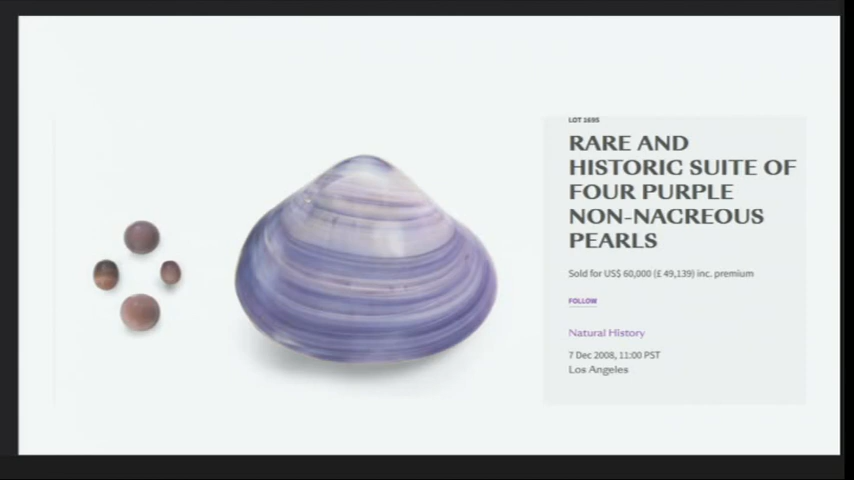 LOT 1695
RARE AND
HISTORIC SUITE OF
FOUR PURPLE
NON-NACREOUS
PEARLS
Sold for US$ 60,000 (£ 49,139) inc. premium
FOLLOW
Natural History
7 Dec 2008, 11:00 PST
Los Angeles